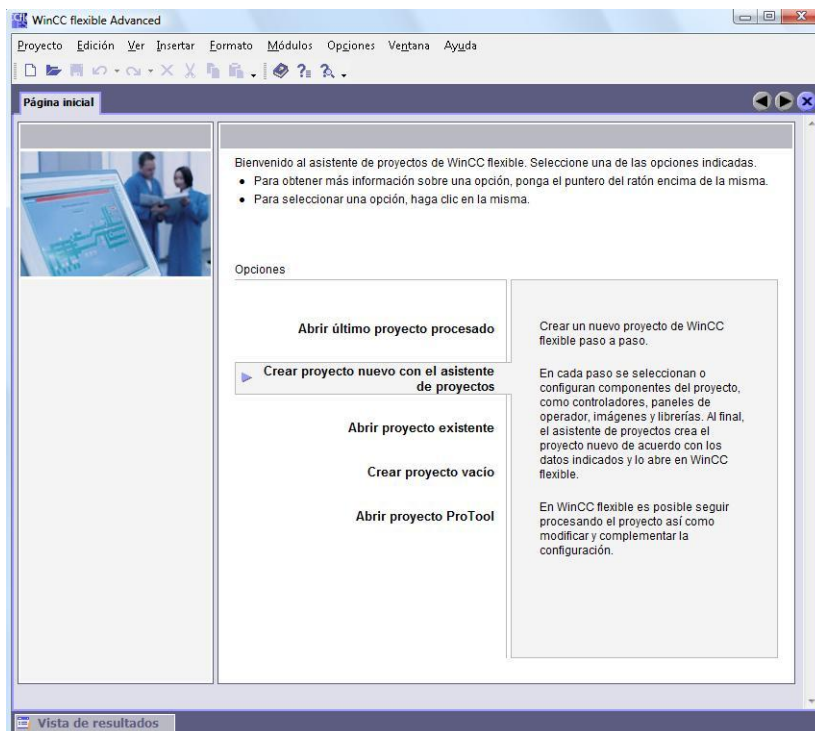 WinCC flexible Advanced
Proyecto Edición Ver Insertar Formato Módulos Opciones Ventana Ayuda
Página inicial
Bienvenido al asistente de proyectos de WinCC flexible. Seleccione una de las opciones indicadas.
• Para obtener más información sobre una opción, ponga el puntero del ratón encima de la misma.
• Para seleccionar una opción, haga clic en la misma.
Opciones
Abrir último proyecto procesado
Crear proyecto nuevo con el asistente
de proyectos
Abrir proyecto existente
Crear proyecto vacio
Abrir proyecto ProTool
Crear un nuevo proyecto de WinCC
flexible paso a paso.
En cada paso se seleccionan o
configuran componentes del proyecto,
como controladores, paneles de
operador, imágenes y librerías. Al final,
el asistente de proyectos crea el
proyecto nuevo de acuerdo con los
datos indicados y lo abre en WinCC
flexible.
En WinCC flexible es posible seguir
procesando el proyecto así como
modificar y complementar la
configuración.
Vista de resultados